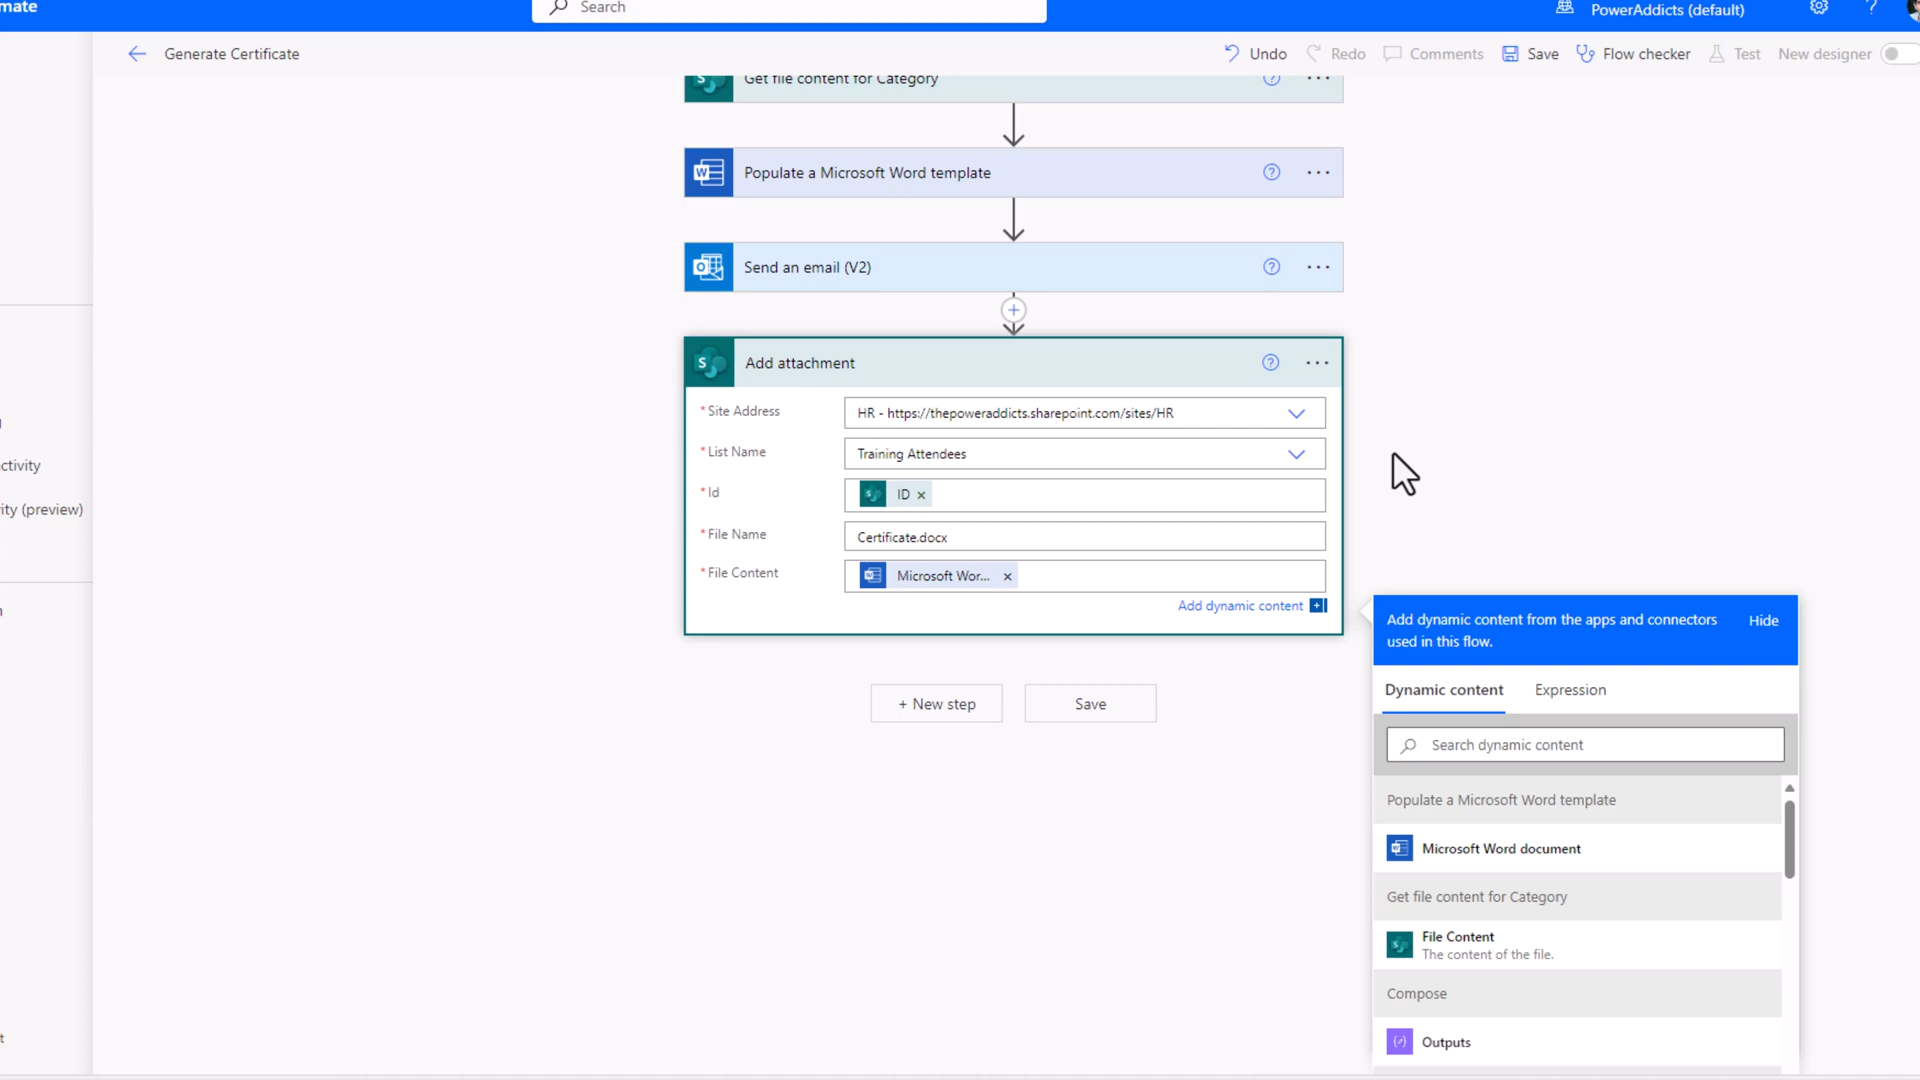 mate
Search
PowerAddicts (default)
?
Generate Certificate
Undo
Redo
Comments
Save
Flow checker
Test
New designer
Get file content for Category
Populate a Microsoft Word template
Send an email (V2)
Add attachment
*Site Address
HR - https://thepoweraddicts.sharepoint.com/sites/HR
*List Name
Training Attendees
*Id
ID ×
*File Name
Certificate.docx
*File Content
Microsoft Wor... ×
Add dynamic content
+ New step
Save
ctivity
ity (preview)
Add dynamic content from the apps and connectors
used in this flow.
Hide
Dynamic content
Expression
Search dynamic content
Populate a Microsoft Word template
Microsoft Word document
Get file content for Category
File Content
The content of the file.
Compose
Outputs